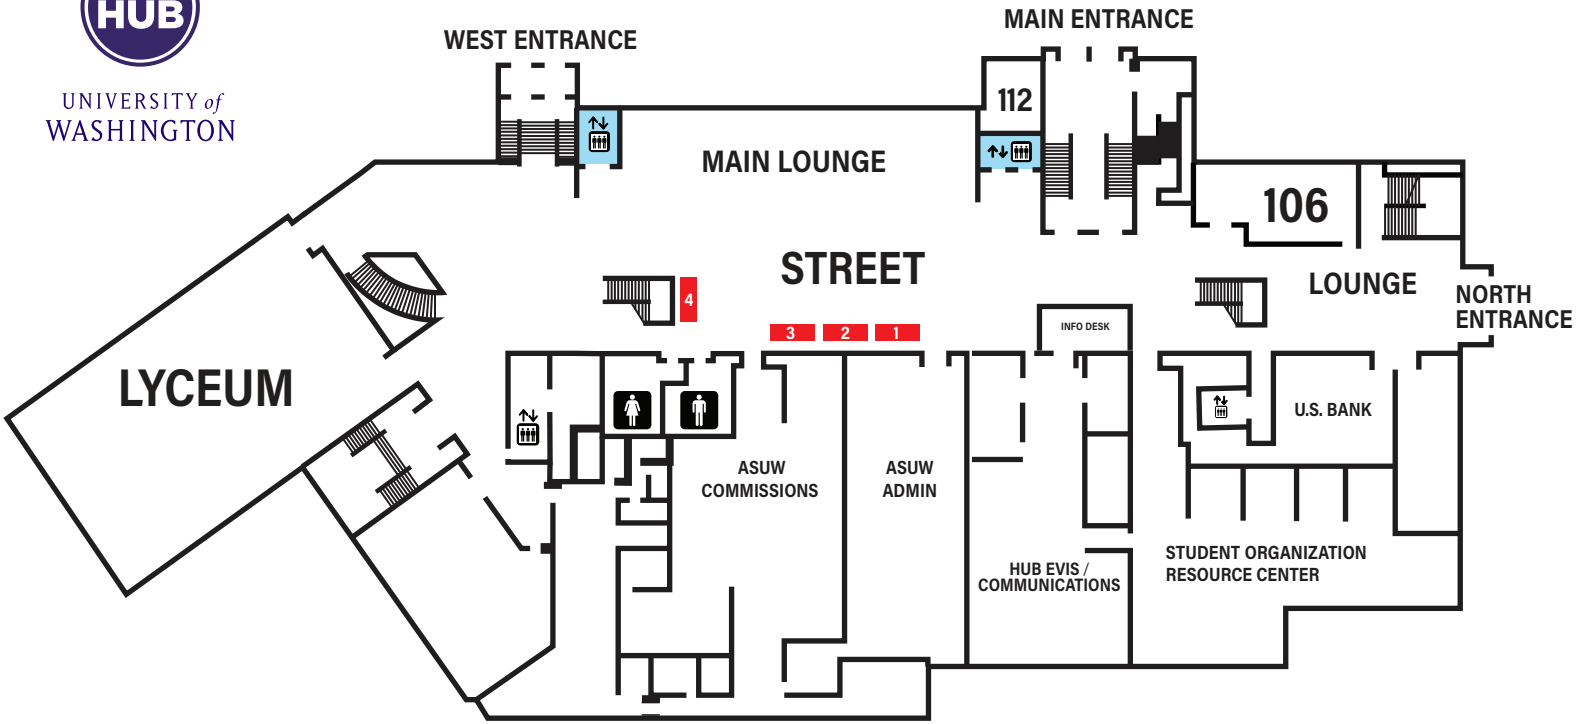 HUB
UNIVERSITY of
WASHINGTON
WEST ENTRANCE
MAIN ENTRANCE
112
MAIN LOUNGE
106
STREET
LOUNGE
NORTH
ENTRANCE
4
3
2
1
INFO DESK
LYCEUM
U.S. BANK
ASUW
COMMISSIONS
ASUW
ADMIN
HUB EVIS /
COMMUNICATIONS
STUDENT ORGANIZATION
RESOURCE CENTER